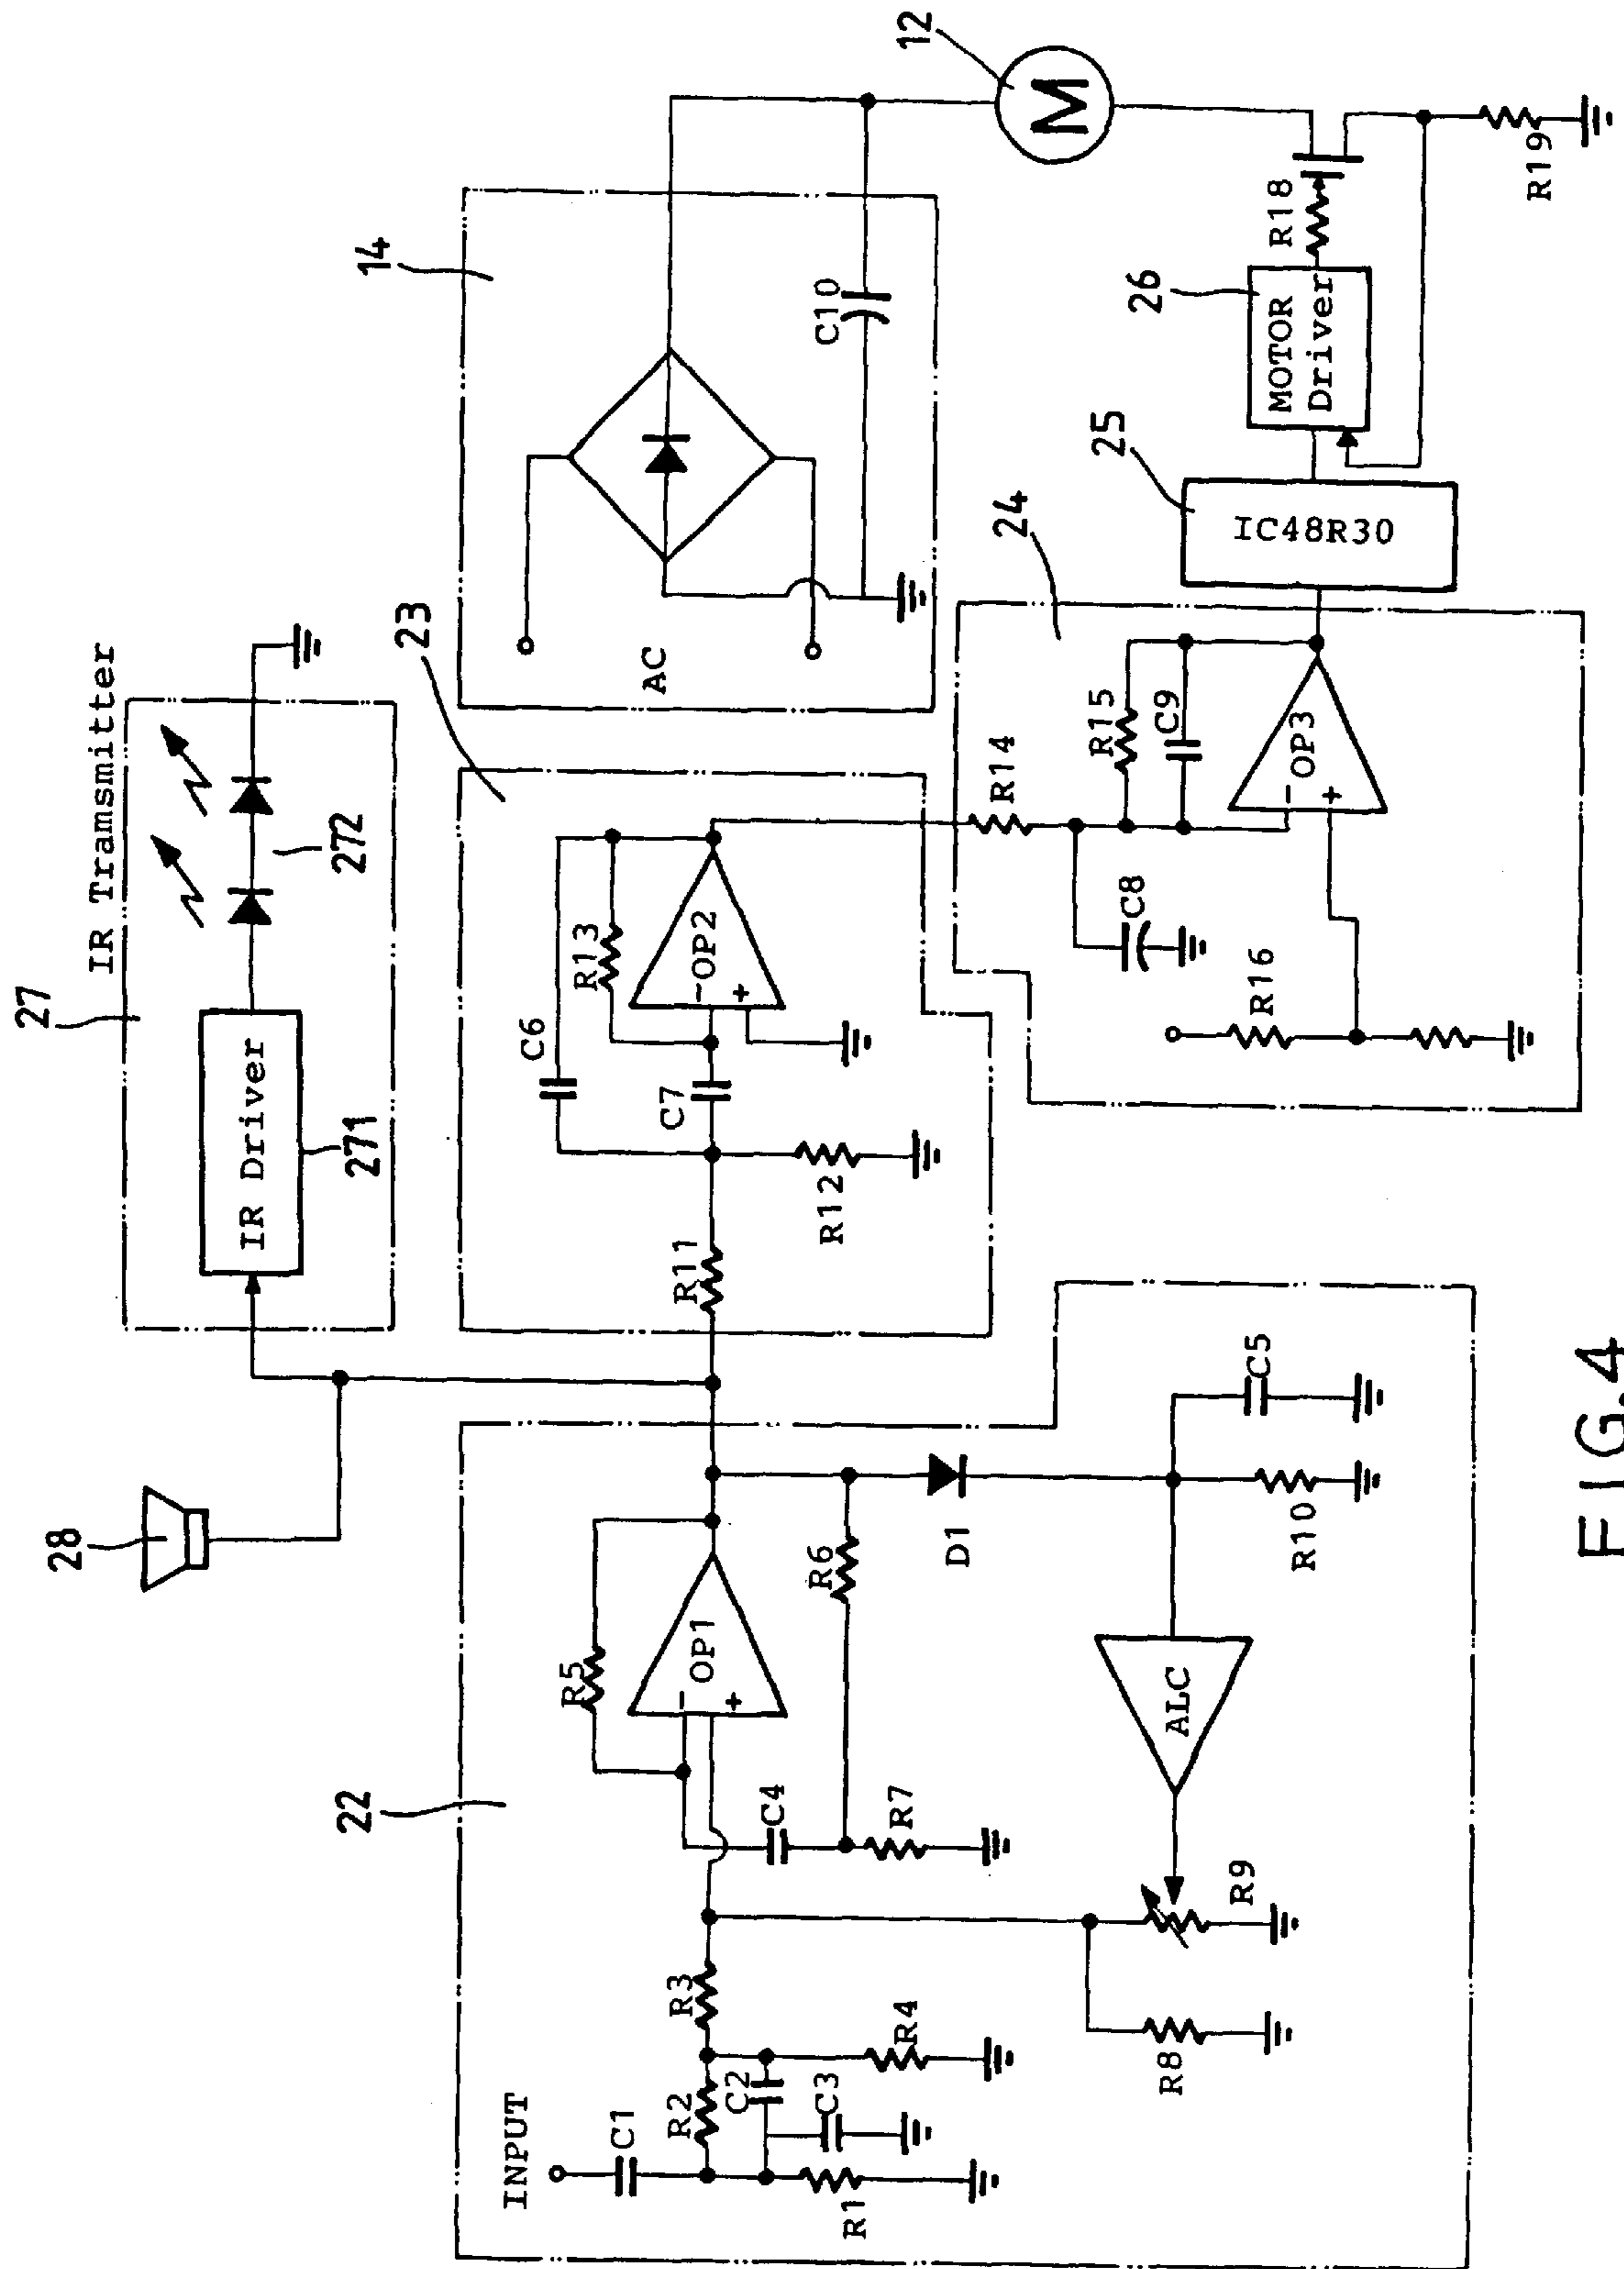 28
27
IR Tramsmitter
IR Driver
271
272
22
INPUT
C1
R2
R3
C2
C3
R1
R4
R5
OP1
-
+
C4
R7
R6
D1
R8
R9
ALC
R10
C5
23
R11
R12
C6
C7
R13
-OP2
+
14
AC
C10
12
M
24
R14
C8
R15
C9
-
OP3
+
R16
25
IC48R30
26
MOTOR
Driver
R18
R19
FIG.4